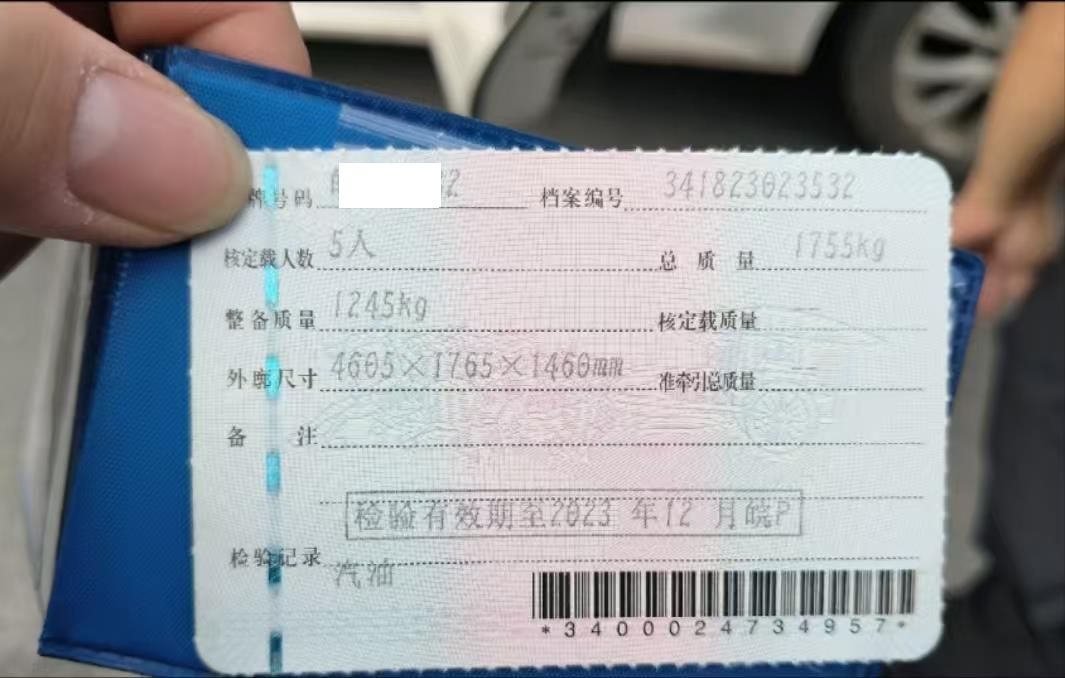 牌号码 2 档案编号 341823023532
核定载人数 5人 总质量 1755kg
整备质量 1245kg 核定载质量 --
外廓尺寸 4605×1765×1460mm 准牵引总质量 --
备注
检验有效期至2023 年12 月皖P
检验记录 汽油
*3400024734957*